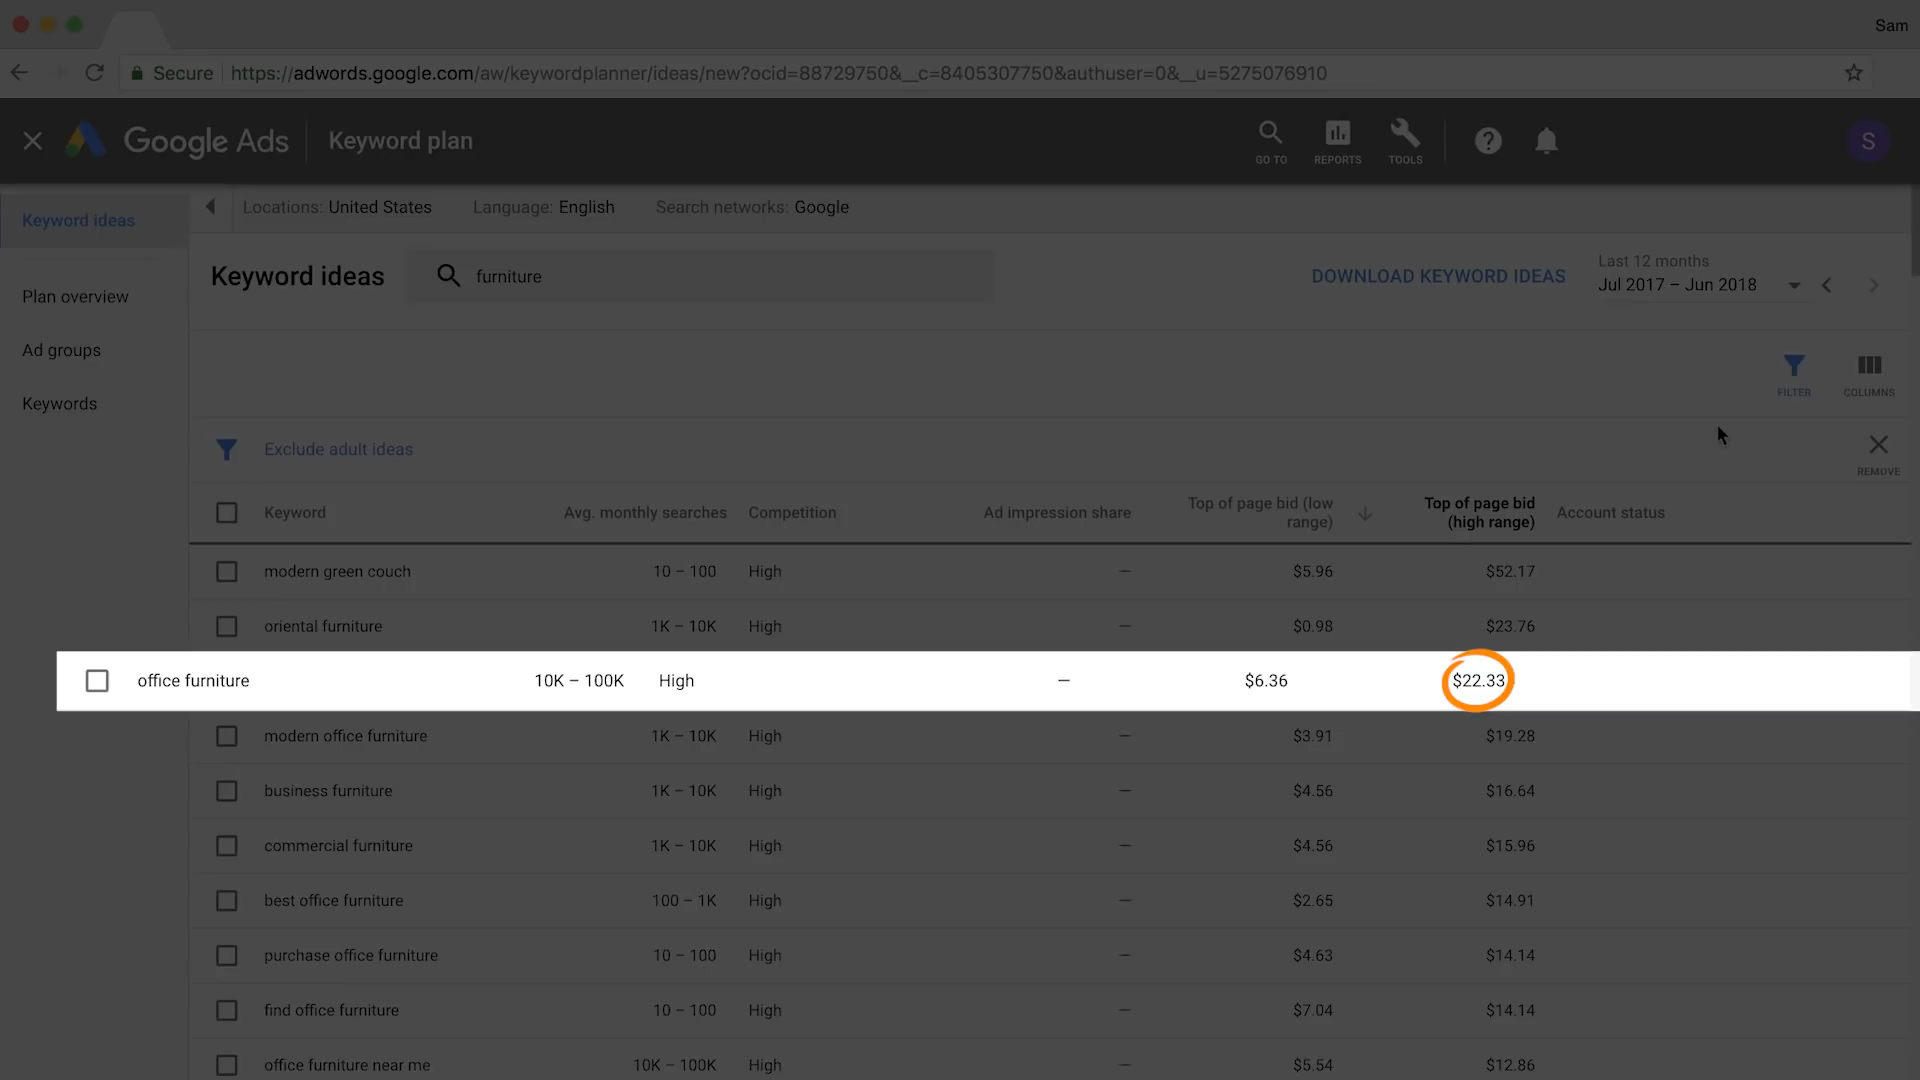 Sam
Secure https://adwords.google.com/aw/keywordplanner/ideas/new?ocid=88729750&__c=8405307750&authuser=0&__u=5275076910
Google Ads Keyword plan GO TO REPORTS TOOLS ? S
Keyword ideas
Plan overview
Ad groups
Keywords
Locations: United States Language: English Search networks: Google
Keyword ideas furniture DOWNLOAD KEYWORD IDEAS
Last 12 months
Jul 2017 – Jun 2018
FILTER COLUMNS
Exclude adult ideas
REMOVE
Keyword Avg. monthly searches Competition Ad impression share Top of page bid (low range) Top of page bid (high range) Account status
modern green couch 10 – 100 High – $5.96 $52.17
oriental furniture 1K – 10K High – $0.98 $23.76
office furniture 10K – 100K High – $6.36 $22.33
modern office furniture 1K – 10K High – $3.91 $19.28
business furniture 1K – 10K High – $4.56 $16.64
commercial furniture 1K – 10K High – $4.56 $15.96
best office furniture 100 – 1K High – $2.65 $14.91
purchase office furniture 10 – 100 High – $4.63 $14.14
find office furniture 10 – 100 High – $7.04 $14.14
office furniture near me 10K – 100K High – $5.54 $12.86